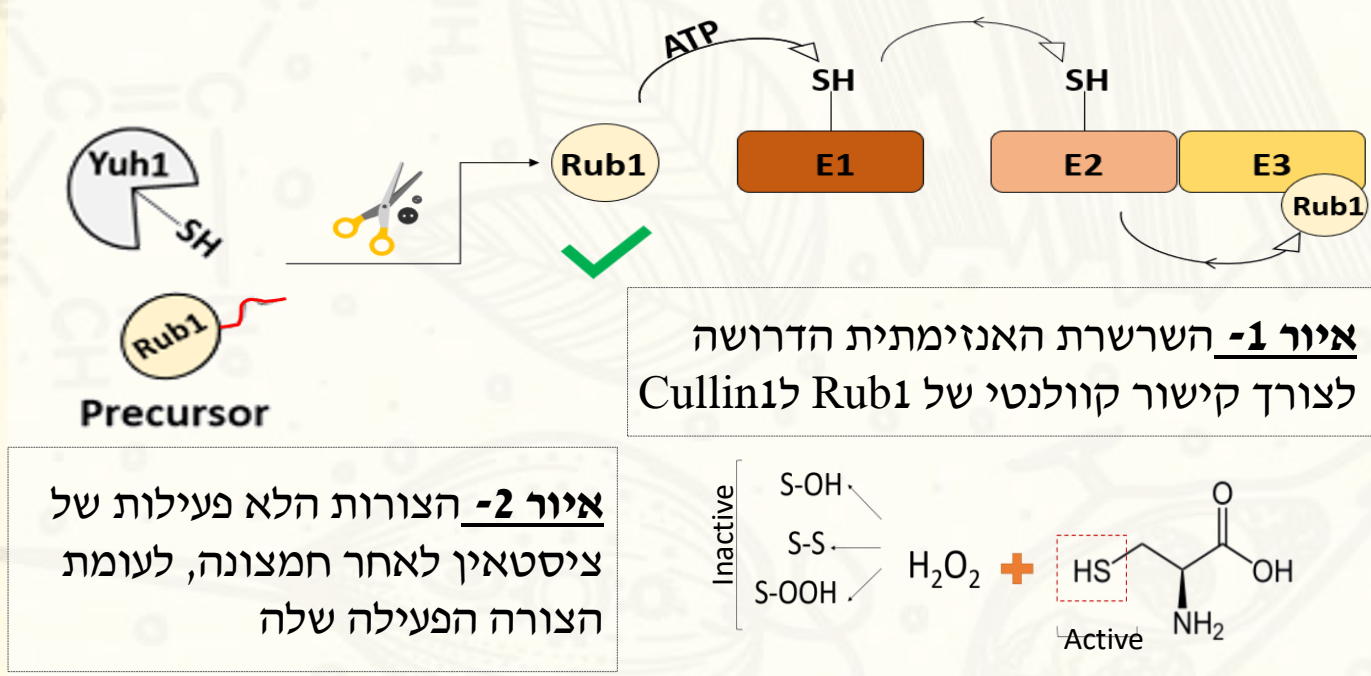 ATP
SH
SH
Yuh1
SH
Rub1
E1
E2
E3
Rub1
Rub1
Precursor
איור 1- השרשרת האנזימתית הדרושה
לצורך קישור קוולנטי של Rub1 לCullin1
איור 2- הצורות הלא פעילות של
ציסטאין לאחר חמצונה, לעומת
הצורה הפעילה שלה
Inactive
S-OH
S-S
S-OOH
H₂O₂
HS
O
OH
NH₂
Active